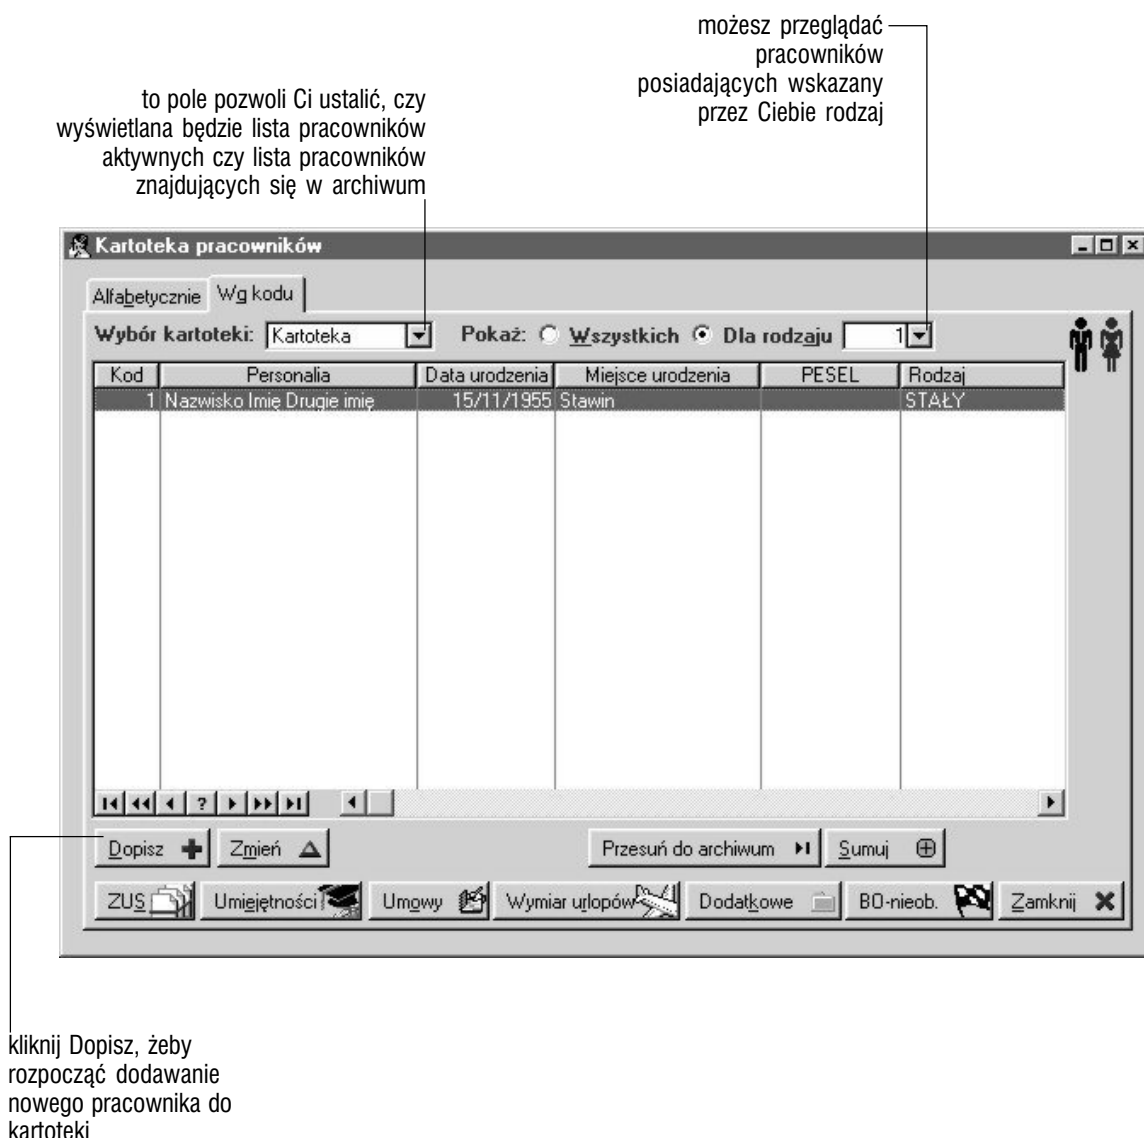 możesz przeglądać
pracowników
posiadających wskazany
przez Ciebie rodzaj
to pole pozwoli Ci ustalić, czy
wyświetlana będzie lista pracowników
aktywnych czy lista pracowników
znajdujących się w archiwum
Kartoteka pracowników
Alfabetycznie Wg kodu
Wybór kartoteki: Kartoteka Pokaż: Wszystkich Dla rodzaju 1
Kod Personalia Data urodzenia Miejsce urodzenia PESEL Rodzaj
1 Nazwisko Imię Drugie imię 15/11/1955 Stawin STAŁY
?
Dopisz Zmień Przesuń do archiwum Sumuj
ZUS Umiejętności Umowy Wymiar urlopów Dodatkowe BO-nieob. Zamknij
kliknij Dopisz, żeby
rozpocząć dodawanie
nowego pracownika do
kartoteki